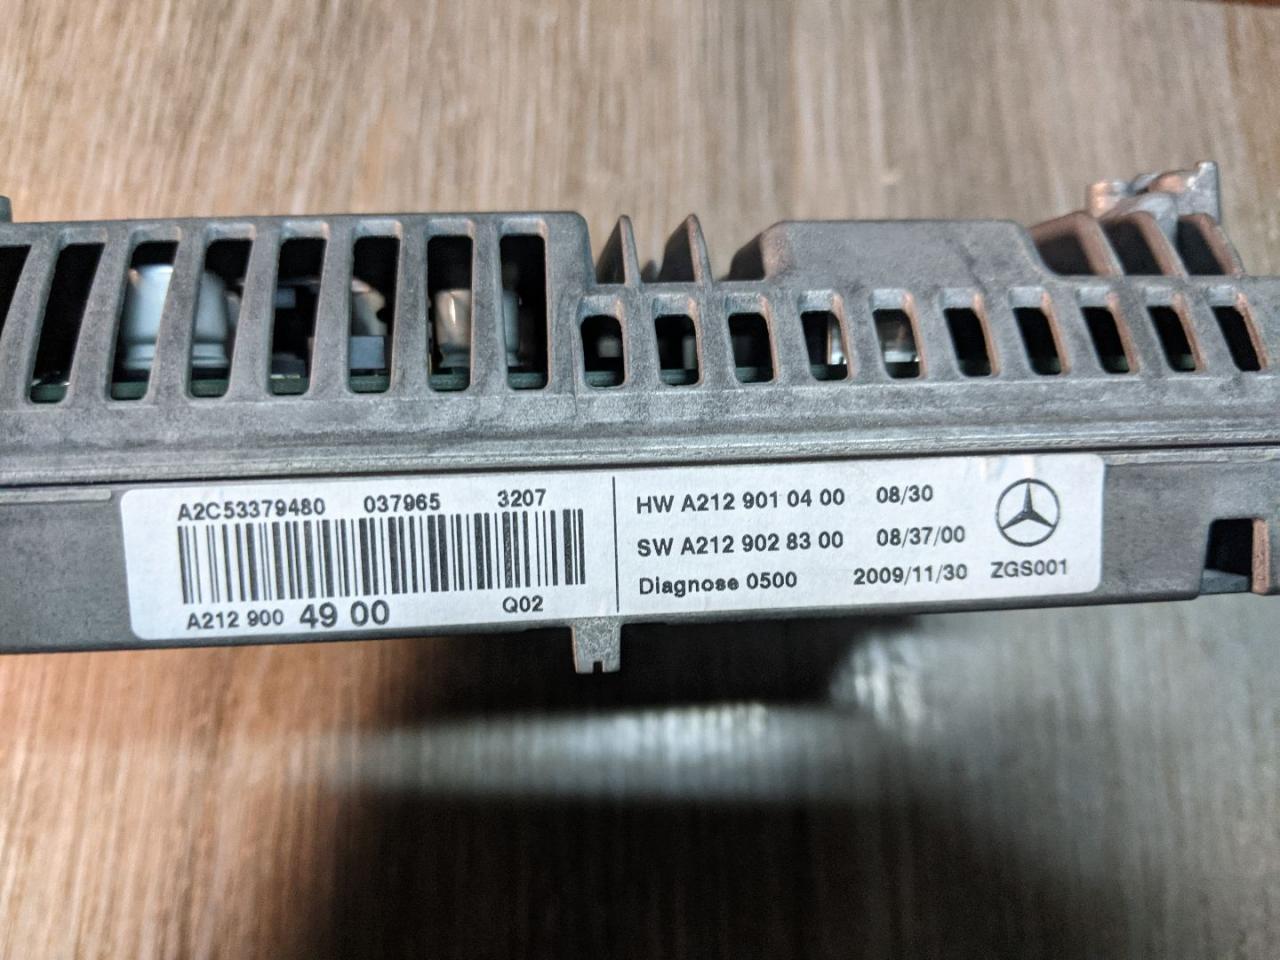 A2C53379480 037965 3207
A212 900 49 00 Q02
HW A212 901 04 00 08/30
SW A212 902 83 00 08/37/00
Diagnose 0500 2009/11/30 ZGS001